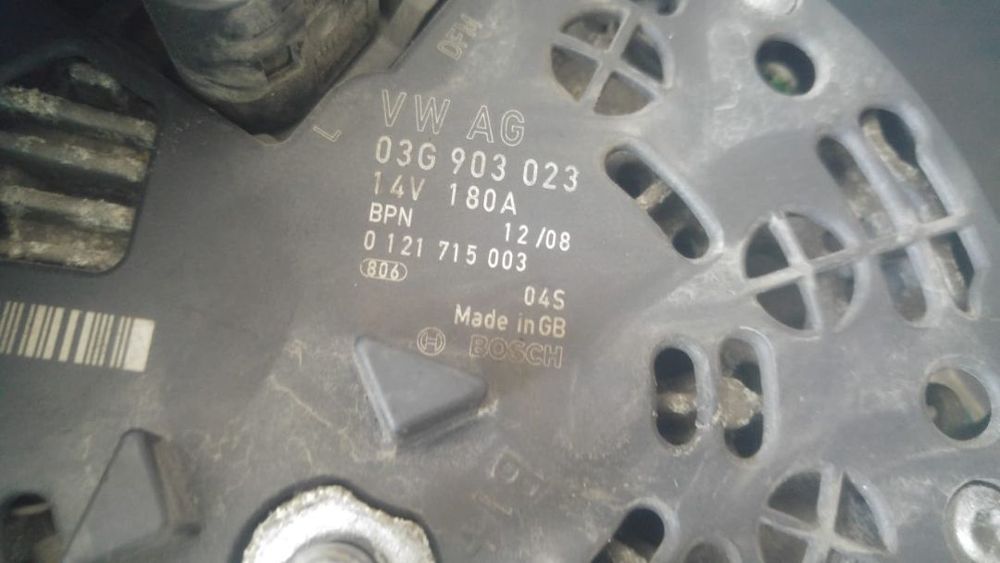 DFM
L
VW AG
03G 903 023
14V 180A
BPN 12/08
0 121 715 003
806
04S
Made in GB
BOSCH